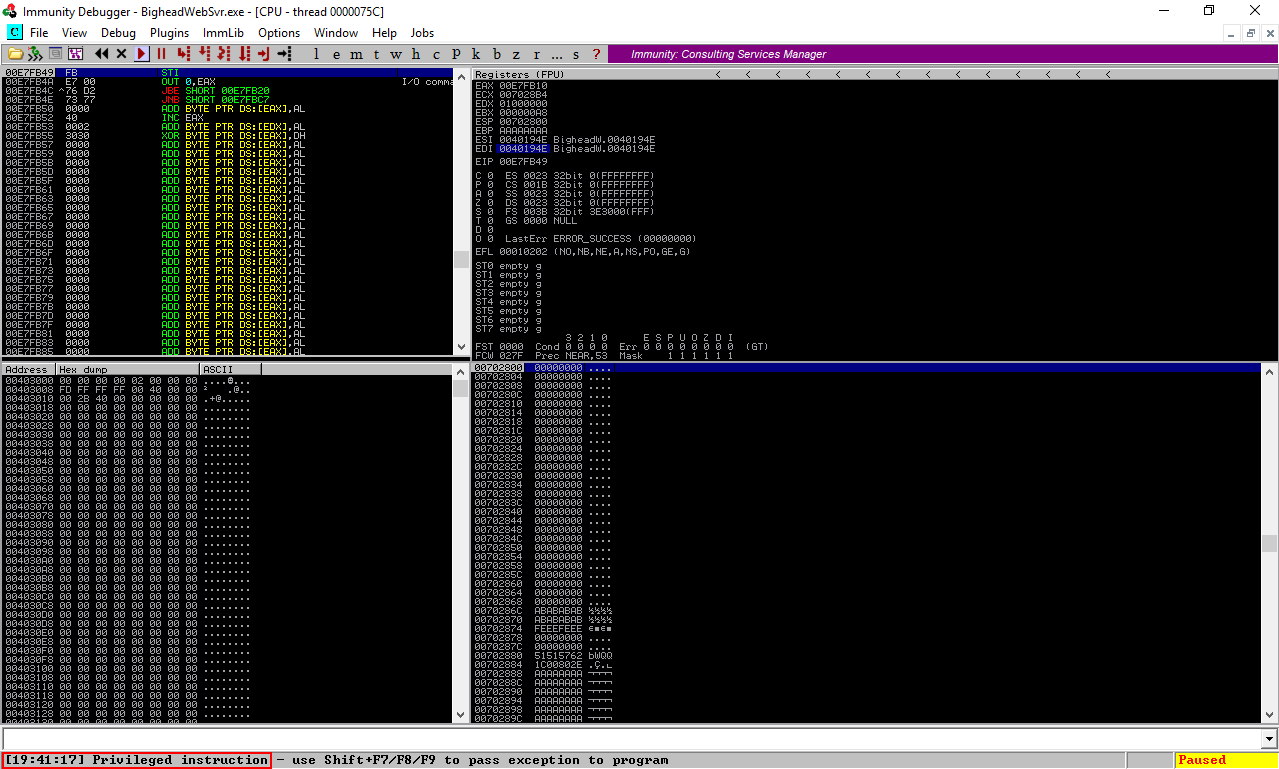 Immunity Debugger - BigheadWebSvr.exe - [CPU - thread 0000075C]
C File View Debug Plugins ImmLib Options Window Help Jobs
l e m t w h c P k b z r ... s ? Immunity: Consulting Services Manager
00E7FB49 FB STI
00E7FB4A E7 00 OUT 0,EAX I/O comma
00E7FB4C ^76 D2 JBE SHORT 00E7FB20
00E7FB4E 73 77 JNB SHORT 00E7FBC7
00E7FB50 0000 ADD BYTE PTR DS:[EAX],AL
00E7FB52 40 INC EAX
00E7FB53 0002 ADD BYTE PTR DS:[EDX],AL
00E7FB55 3030 XOR BYTE PTR DS:[EAX],DH
00E7FB57 0000 ADD BYTE PTR DS:[EAX],AL
00E7FB59 0000 ADD BYTE PTR DS:[EAX],AL
00E7FB5B 0000 ADD BYTE PTR DS:[EAX],AL
00E7FB5D 0000 ADD BYTE PTR DS:[EAX],AL
00E7FB5F 0000 ADD BYTE PTR DS:[EAX],AL
00E7FB61 0000 ADD BYTE PTR DS:[EAX],AL
00E7FB63 0000 ADD BYTE PTR DS:[EAX],AL
00E7FB65 0000 ADD BYTE PTR DS:[EAX],AL
00E7FB67 0000 ADD BYTE PTR DS:[EAX],AL
00E7FB69 0000 ADD BYTE PTR DS:[EAX],AL
00E7FB6B 0000 ADD BYTE PTR DS:[EAX],AL
00E7FB6D 0000 ADD BYTE PTR DS:[EAX],AL
00E7FB6F 0000 ADD BYTE PTR DS:[EAX],AL
00E7FB71 0000 ADD BYTE PTR DS:[EAX],AL
00E7FB73 0000 ADD BYTE PTR DS:[EAX],AL
00E7FB75 0000 ADD BYTE PTR DS:[EAX],AL
00E7FB77 0000 ADD BYTE PTR DS:[EAX],AL
00E7FB79 0000 ADD BYTE PTR DS:[EAX],AL
00E7FB7B 0000 ADD BYTE PTR DS:[EAX],AL
00E7FB7D 0000 ADD BYTE PTR DS:[EAX],AL
00E7FB7F 0000 ADD BYTE PTR DS:[EAX],AL
00E7FB81 0000 ADD BYTE PTR DS:[EAX],AL
00E7FB83 0000 ADD BYTE PTR DS:[EAX],AL
00E7FB85 0000 ADD BYTE PTR DS:[EAX],AL
Registers (FPU) < < < < < < < < < < < < < <
EAX 00E7FB10
ECX 007028B4
EDX 01000000
EBX 000000A8
ESP 00702800
EBP AAAAAAAA
ESI 0040194E BigheadW.0040194E
EDI 0040194E BigheadW.0040194E
EIP 00E7FB49
C 0 ES 0023 32bit 0(FFFFFFFF)
P 0 CS 001B 32bit 0(FFFFFFFF)
A 0 SS 0023 32bit 0(FFFFFFFF)
Z 0 DS 0023 32bit 0(FFFFFFFF)
S 0 FS 003B 32bit 3E3000(FFF)
T 0 GS 0000 NULL
D 0
O 0 LastErr ERROR_SUCCESS (00000000)
EFL 00010202 (NO,NB,NE,A,NS,PO,GE,G)
ST0 empty g
ST1 empty g
ST2 empty g
ST3 empty g
ST4 empty g
ST5 empty g
ST6 empty g
ST7 empty g
3 2 1 0 E S P U O Z D I
FST 0000 Cond 0 0 0 0 Err 0 0 0 0 0 0 0 0 (GT)
FCW 027F Prec NEAR,53 Mask 1 1 1 1 1 1
Address Hex dump ASCII
00403000 00 00 00 00 02 00 00 00 ....☻...
00403008 FD FF FF FF 00 40 00 00 ² .@..
00403010 00 2B 40 00 00 00 00 00 .+@.....
00403018 00 00 00 00 00 00 00 00 ........
00403020 00 00 00 00 00 00 00 00 ........
00403028 00 00 00 00 00 00 00 00 ........
00403030 00 00 00 00 00 00 00 00 ........
00403038 00 00 00 00 00 00 00 00 ........
00403040 00 00 00 00 00 00 00 00 ........
00403048 00 00 00 00 00 00 00 00 ........
00403050 00 00 00 00 00 00 00 00 ........
00403058 00 00 00 00 00 00 00 00 ........
00403060 00 00 00 00 00 00 00 00 ........
00403068 00 00 00 00 00 00 00 00 ........
00403070 00 00 00 00 00 00 00 00 ........
00403078 00 00 00 00 00 00 00 00 ........
00403080 00 00 00 00 00 00 00 00 ........
00403088 00 00 00 00 00 00 00 00 ........
00403090 00 00 00 00 00 00 00 00 ........
00403098 00 00 00 00 00 00 00 00 ........
004030A0 00 00 00 00 00 00 00 00 ........
004030A8 00 00 00 00 00 00 00 00 ........
004030B0 00 00 00 00 00 00 00 00 ........
004030B8 00 00 00 00 00 00 00 00 ........
004030C0 00 00 00 00 00 00 00 00 ........
004030C8 00 00 00 00 00 00 00 00 ........
004030D0 00 00 00 00 00 00 00 00 ........
004030D8 00 00 00 00 00 00 00 00 ........
004030E0 00 00 00 00 00 00 00 00 ........
004030E8 00 00 00 00 00 00 00 00 ........
004030F0 00 00 00 00 00 00 00 00 ........
004030F8 00 00 00 00 00 00 00 00 ........
00403100 00 00 00 00 00 00 00 00 ........
00403108 00 00 00 00 00 00 00 00 ........
00403110 00 00 00 00 00 00 00 00 ........
00403118 00 00 00 00 00 00 00 00 ........
00403120 00 00 00 00 00 00 00 00 ........
00403128 00 00 00 00 00 00 00 00 ........
00702800 00000000 ....
00702804 00000000 ....
00702808 00000000 ....
0070280C 00000000 ....
00702810 00000000 ....
00702814 00000000 ....
00702818 00000000 ....
0070281C 00000000 ....
00702820 00000000 ....
00702824 00000000 ....
00702828 00000000 ....
0070282C 00000000 ....
00702830 00000000 ....
00702834 00000000 ....
00702838 00000000 ....
0070283C 00000000 ....
00702840 00000000 ....
00702844 00000000 ....
00702848 00000000 ....
0070284C 00000000 ....
00702850 00000000 ....
00702854 00000000 ....
00702858 00000000 ....
0070285C 00000000 ....
00702860 00000000 ....
00702864 00000000 ....
00702868 00000000 ....
0070286C ABABABAB ½½½½
00702870 ABABABAB ½½½½
00702874 FEEEFEEE ε■ε■
00702878 00000000 ....
0070287C 00000000 ....
00702880 51515762 bWQQ
00702884 1C00802E .Ç.∟
00702888 AAAAAAAA ¬¬¬¬
0070288C AAAAAAAA ¬¬¬¬
00702890 AAAAAAAA ¬¬¬¬
00702894 AAAAAAAA ¬¬¬¬
00702898 AAAAAAAA ¬¬¬¬
0070289C AAAAAAAA ¬¬¬¬
[19:41:17] Privileged instruction - use Shift+F7/F8/F9 to pass exception to program Paused